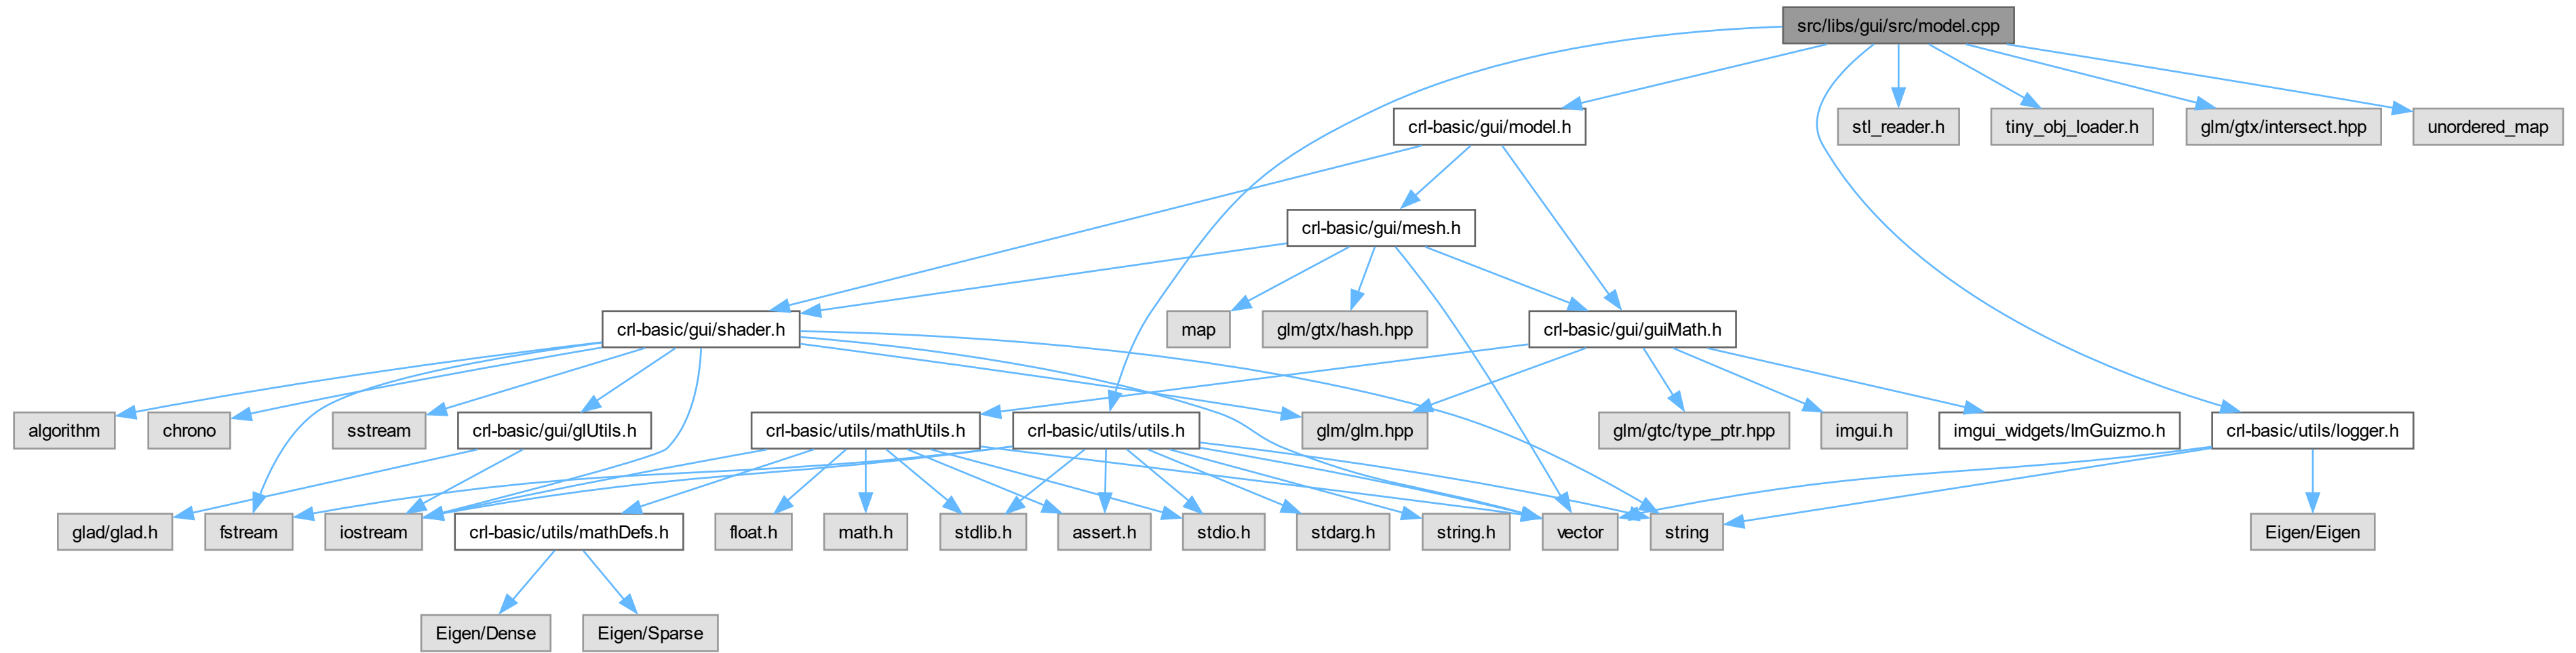 src/libs/gui/src/model.cpp
crl-basic/gui/model.h
stl_reader.h
tiny_obj_loader.h
glm/gtx/intersect.hpp
unordered_map
crl-basic/gui/mesh.h
crl-basic/gui/shader.h
map
glm/gtx/hash.hpp
crl-basic/gui/guiMath.h
algorithm
chrono
sstream
crl-basic/gui/glUtils.h
crl-basic/utils/mathUtils.h
crl-basic/utils/utils.h
glm/glm.hpp
glm/gtc/type_ptr.hpp
imgui.h
imgui_widgets/ImGuizmo.h
crl-basic/utils/logger.h
glad/glad.h
fstream
iostream
crl-basic/utils/mathDefs.h
float.h
math.h
stdlib.h
assert.h
stdio.h
stdarg.h
string.h
vector
string
Eigen/Eigen
Eigen/Dense
Eigen/Sparse